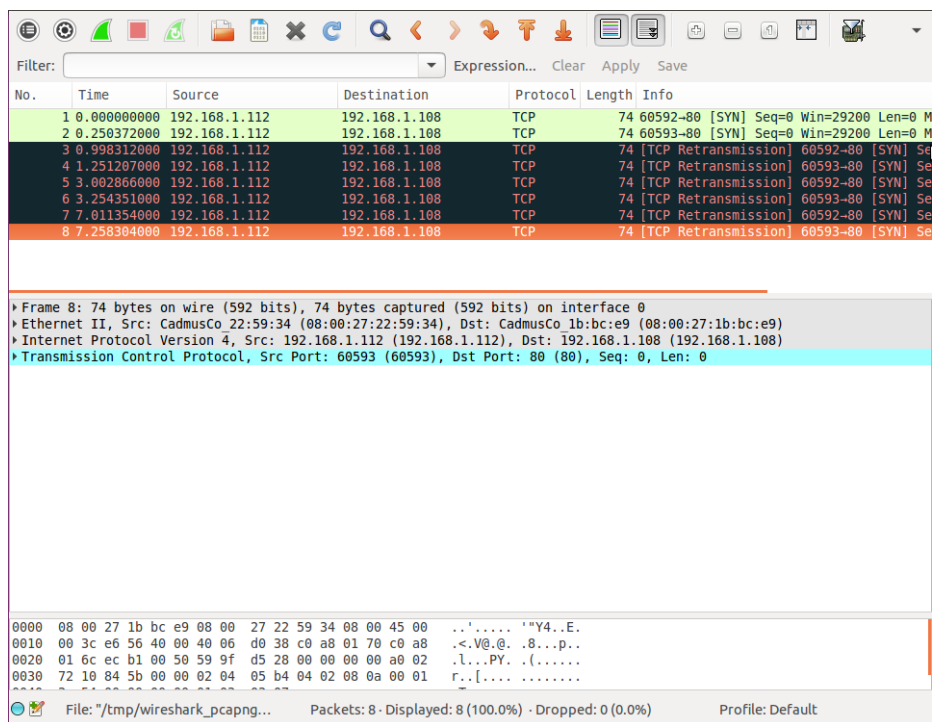 Filter: Expression... Clear Apply Save
No. Time Source Destination Protocol Length Info
1 0.000000000 192.168.1.112 192.168.1.108 TCP 74 60592→80 [SYN] Seq=0 Win=29200 Len=0 M
2 0.250372000 192.168.1.112 192.168.1.108 TCP 74 60593→80 [SYN] Seq=0 Win=29200 Len=0 M
3 0.998312000 192.168.1.112 192.168.1.108 TCP 74 [TCP Retransmission] 60592→80 [SYN] Se
4 1.251207000 192.168.1.112 192.168.1.108 TCP 74 [TCP Retransmission] 60593→80 [SYN] Se
5 3.002866000 192.168.1.112 192.168.1.108 TCP 74 [TCP Retransmission] 60592→80 [SYN] Se
6 3.254351000 192.168.1.112 192.168.1.108 TCP 74 [TCP Retransmission] 60593→80 [SYN] Se
7 7.011354000 192.168.1.112 192.168.1.108 TCP 74 [TCP Retransmission] 60592→80 [SYN] Se
8 7.258304000 192.168.1.112 192.168.1.108 TCP 74 [TCP Retransmission] 60593→80 [SYN] Se
Frame 8: 74 bytes on wire (592 bits), 74 bytes captured (592 bits) on interface 0
Ethernet II, Src: CadmusCo_22:59:34 (08:00:27:22:59:34), Dst: CadmusCo_1b:bc:e9 (08:00:27:1b:bc:e9)
Internet Protocol Version 4, Src: 192.168.1.112 (192.168.1.112), Dst: 192.168.1.108 (192.168.1.108)
Transmission Control Protocol, Src Port: 60593 (60593), Dst Port: 80 (80), Seq: 0, Len: 0
0000 08 00 27 1b bc e9 08 00 27 22 59 34 08 00 45 00 ..'..... '"Y4..E.
0010 00 3c e6 56 40 00 40 06 d0 38 c0 a8 01 70 c0 a8 .<.V@.@. .8...p..
0020 01 6c ec b1 00 50 59 9f d5 28 00 00 00 00 a0 02 .l...PY. .(......
0030 72 10 84 5b 00 00 02 04 05 b4 04 02 08 0a 00 01 r..[.... ........
File: "/tmp/wireshark_pcapng... Packets: 8 · Displayed: 8 (100.0%) · Dropped: 0 (0.0%) Profile: Default